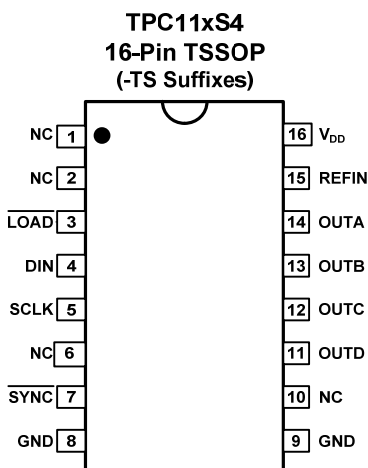 TPC11xS4
16-Pin TSSOP
(-TS Suffixes)
NC 1 16 VDD
NC 2 15 REFIN
LOAD 3 14 OUTA
DIN 4 13 OUTB
SCLK 5 12 OUTC
NC 6 11 OUTD
SYNC 7 10 NC
GND 8 9 GND